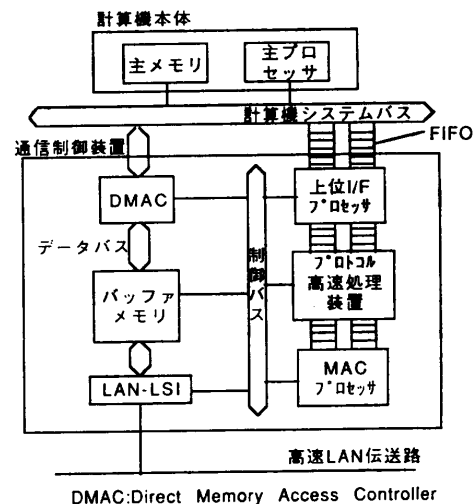 計算機本体
主メモリ
主プロ
セッサ
計算機システムバス
FIFO
通信制御装置
DMAC
上位I/F
プロセッサ
データバス
制御バス
バッファ
メモリ
プロトコル
高速処理
装置
LAN-LSI
MAC
プロセッサ
高速LAN伝送路
DMAC:Direct Memory Access Controller